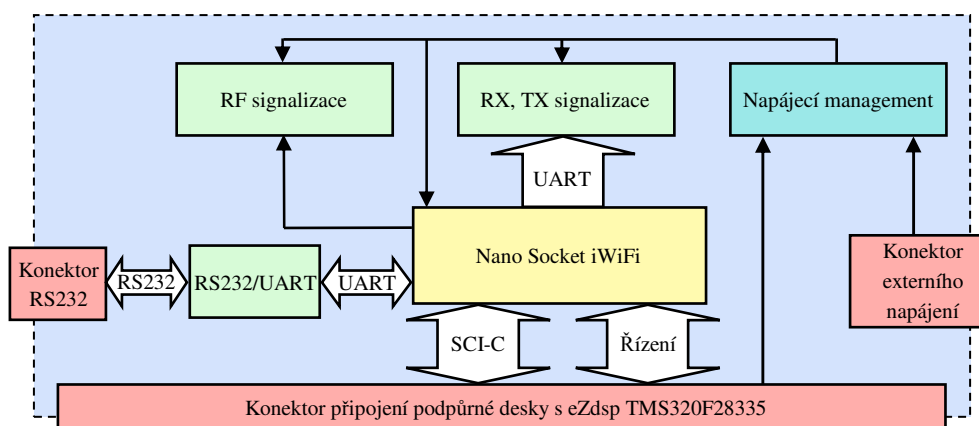 RF signalizace
RX, TX signalizace
Napájecí management
UART
Nano Socket iWiFi
Konektor
RS232
RS232
RS232/UART
UART
Konektor
externího
napájení
SCI-C
Řízení
Konektor připojení podpůrné desky s eZdsp TMS320F28335